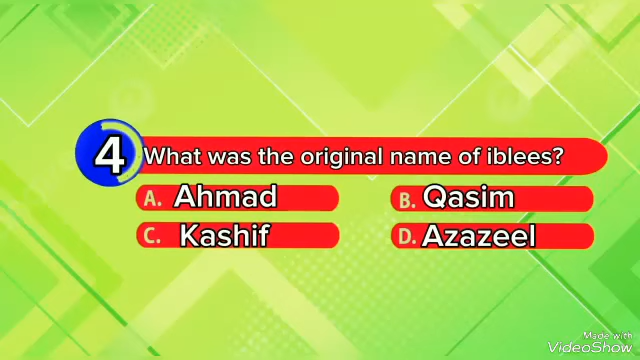 4 What was the original name of iblees?
A. Ahmad B. Qasim
C. Kashif D. Azazeel
Made with
VideoShow